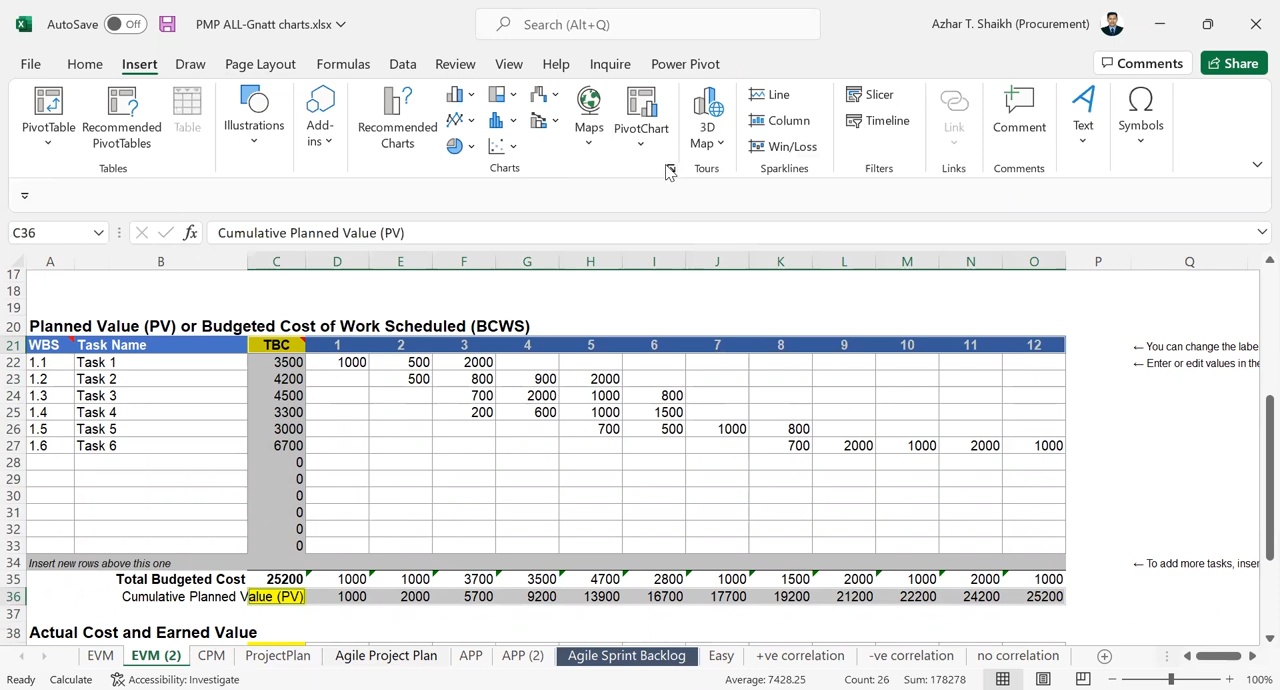 AutoSave Off PMP ALL-Gnatt charts.xlsx Search (Alt+Q) Azhar T. Shaikh (Procurement)
File Home Insert Draw Page Layout Formulas Data Review View Help Inquire Power Pivot Comments Share
PivotTable Recommended PivotTables Table Illustrations Add-ins Recommended Charts Maps PivotChart 3D Map Line Column Win/Loss Slicer Timeline Link Comment Text Symbols
Tables Charts Tours Sparklines Filters Links Comments
C36 fx Cumulative Planned Value (PV)
A B C D E F G H I J K L M N O P Q
17
18
19
20 Planned Value (PV) or Budgeted Cost of Work Scheduled (BCWS)
21 WBS Task Name TBC 1 2 3 4 5 6 7 8 9 10 11 12 ← You can change the labe
22 1.1 Task 1 3500 1000 500 2000 ← Enter or edit values in the
23 1.2 Task 2 4200 500 800 900 2000
24 1.3 Task 3 4500 700 2000 1000 800
25 1.4 Task 4 3300 200 600 1000 1500
26 1.5 Task 5 3000 700 500 1000 800
27 1.6 Task 6 6700 700 2000 1000 2000 1000
28 0
29 0
30 0
31 0
32 0
33 0
34 Insert new rows above this one ← To add more tasks, inser
35 Total Budgeted Cost 25200 1000 1000 3700 3500 4700 2800 1000 1500 2000 1000 2000 1000
36 Cumulative Planned Value (PV) 1000 2000 5700 9200 13900 16700 17700 19200 21200 22200 24200 25200
37
38 Actual Cost and Earned Value
EVM EVM (2) CPM ProjectPlan Agile Project Plan APP APP (2) Agile Sprint Backlog Easy +ve correlation -ve correlation no correlation
Ready Calculate Accessibility: Investigate Average: 7428.25 Count: 26 Sum: 178278 100%